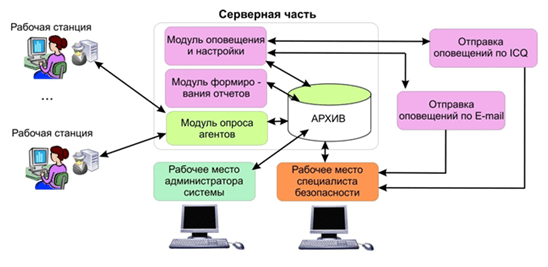 Серверная часть
Рабочая станция
...
Рабочая станция
Модуль оповещения
и настройки
Модуль формиро -
вания отчетов
Модуль опроса
агентов
АРХИВ
Отправка
оповещений по ICQ
Отправка
оповещений по E-mail
Рабочее место
администратора
системы
Рабочее место
специалиста
безопасности